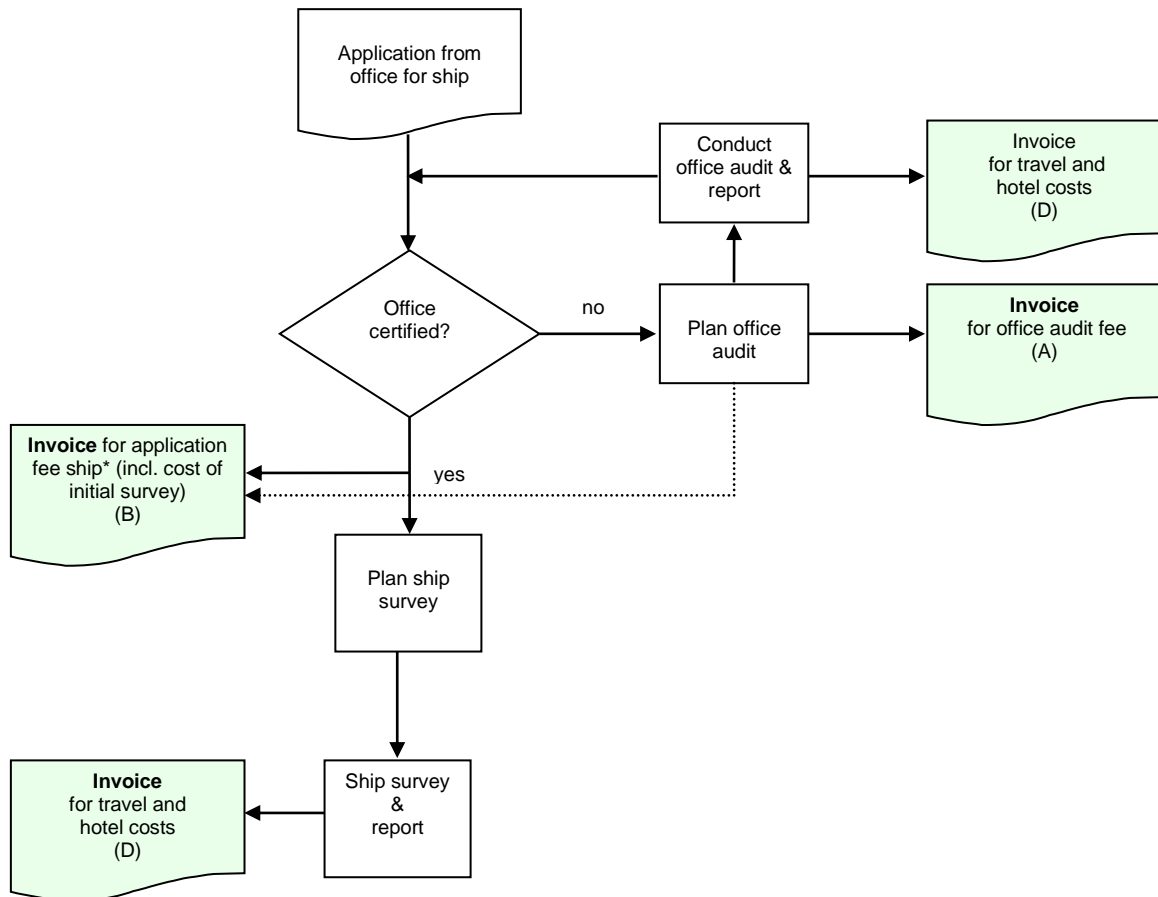 Application from
office for ship
Conduct
office audit &
report
Invoice
for travel and
hotel costs
(D)
Office
certified?
no
Plan office
audit
Invoice
for office audit fee
(A)
Invoice for application
fee ship* (incl. cost of
initial survey)
(B)
yes
Plan ship
survey
Invoice
for travel and
hotel costs
(D)
Ship survey
&
report